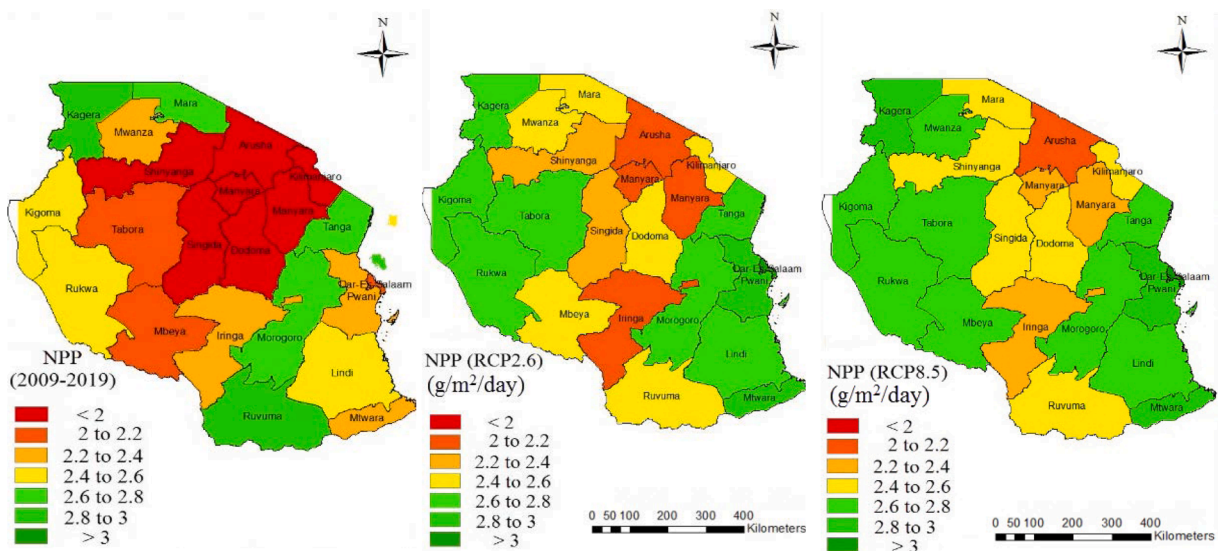 N
Kagera
Mara
Mwanza
Arusha
Shinyanga
Kilimanjaro
Manyara
Manyara
Kigoma
Tabora
Singida
Dodoma
Tanga
Rukwa
Dar-Es-Salaam
Pwani
Mbeya
Iringa
Morogoro
Lindi
Ruvuma
Mtwara
NPP
(2009-2019)
< 2
2 to 2.2
2.2 to 2.4
2.4 to 2.6
2.6 to 2.8
2.8 to 3
> 3
N
Kagera
Mara
Mwanza
Arusha
Shinyanga
Kilimanjaro
Manyara
Manyara
Kigoma
Tabora
Singida
Dodoma
Tanga
Rukwa
Dar-Es-Salaam
Pwani
Mbeya
Iringa
Morogoro
Lindi
Ruvuma
Mtwara
NPP (RCP2.6)
(g/m²/day)
< 2
2 to 2.2
2.2 to 2.4
2.4 to 2.6
2.6 to 2.8
2.8 to 3
> 3
0 50 100 200 300 400
Kilometers
N
Kagera
Mara
Mwanza
Arusha
Shinyanga
Kilimanjaro
Manyara
Manyara
Kigoma
Tabora
Singida
Dodoma
Tanga
Rukwa
Dar-Es-Salaam
Pwani
Mbeya
Iringa
Morogoro
Lindi
Ruvuma
Mtwara
NPP (RCP8.5)
(g/m²/day)
< 2
2 to 2.2
2.2 to 2.4
2.4 to 2.6
2.6 to 2.8
2.8 to 3
> 3
0 50 100 200 300 400
Kilometers